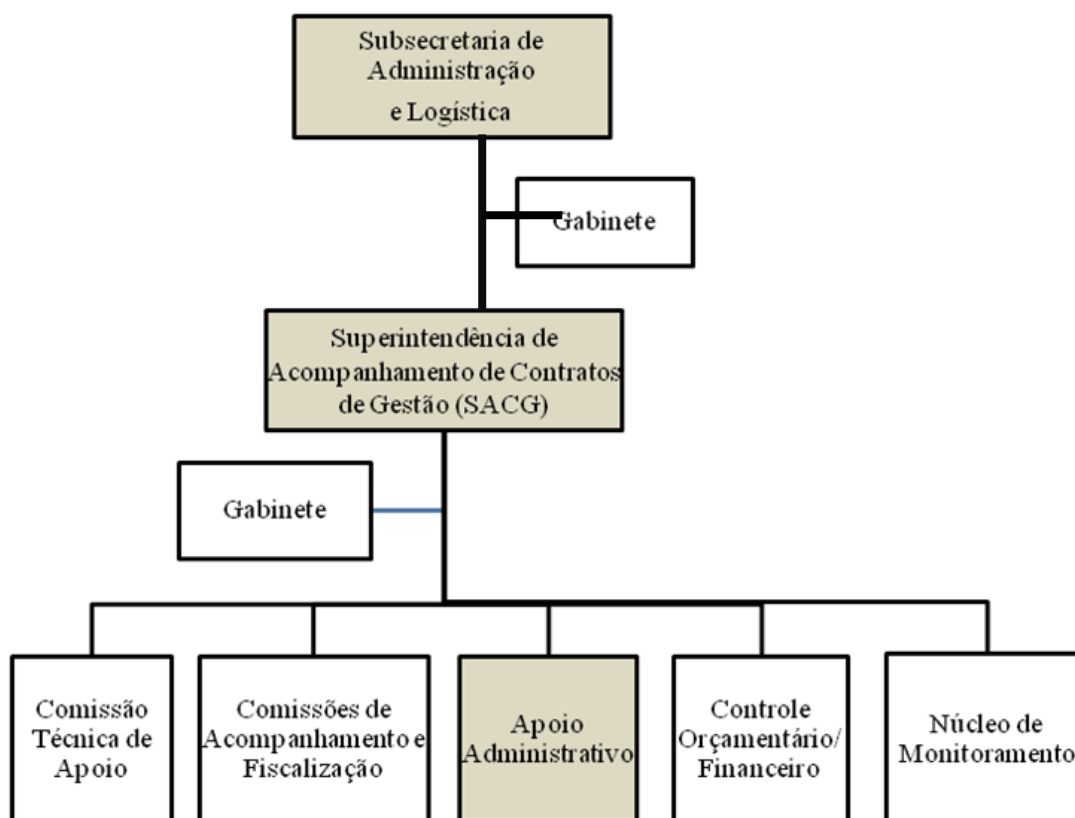 Subsecretaria de
Administração
e Logística
Gabinete
Superintendência de
Acompanhamento de Contratos
de Gestão (SACG)
Gabinete
Comissão
Técnica de
Apoio
Comissões de
Acompanhamento e
Fiscalização
Apoio
Administrativo
Controle
Orçamentário/
Financeiro
Núcleo de
Monitoramento